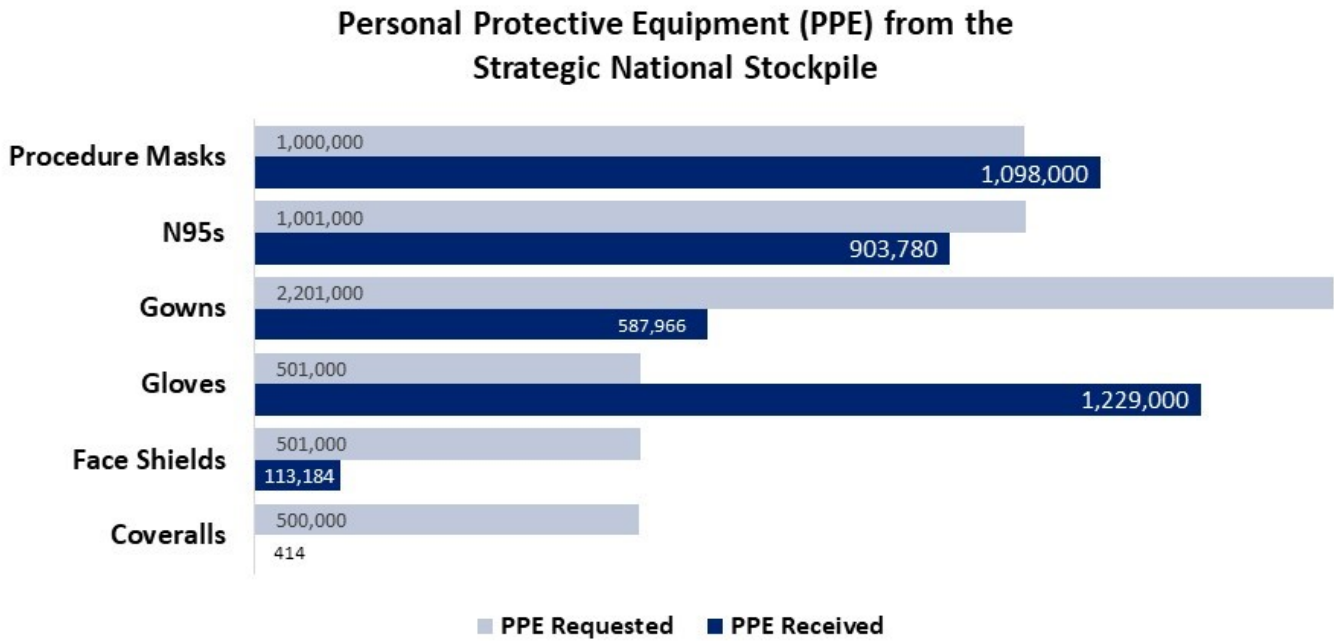 Personal Protective Equipment (PPE) from the
Strategic National Stockpile
Procedure Masks
1,000,000
1,098,000
N95s
1,001,000
903,780
Gowns
2,201,000
587,966
Gloves
501,000
1,229,000
Face Shields
501,000
113,184
Coveralls
500,000
414
PPE Requested PPE Received